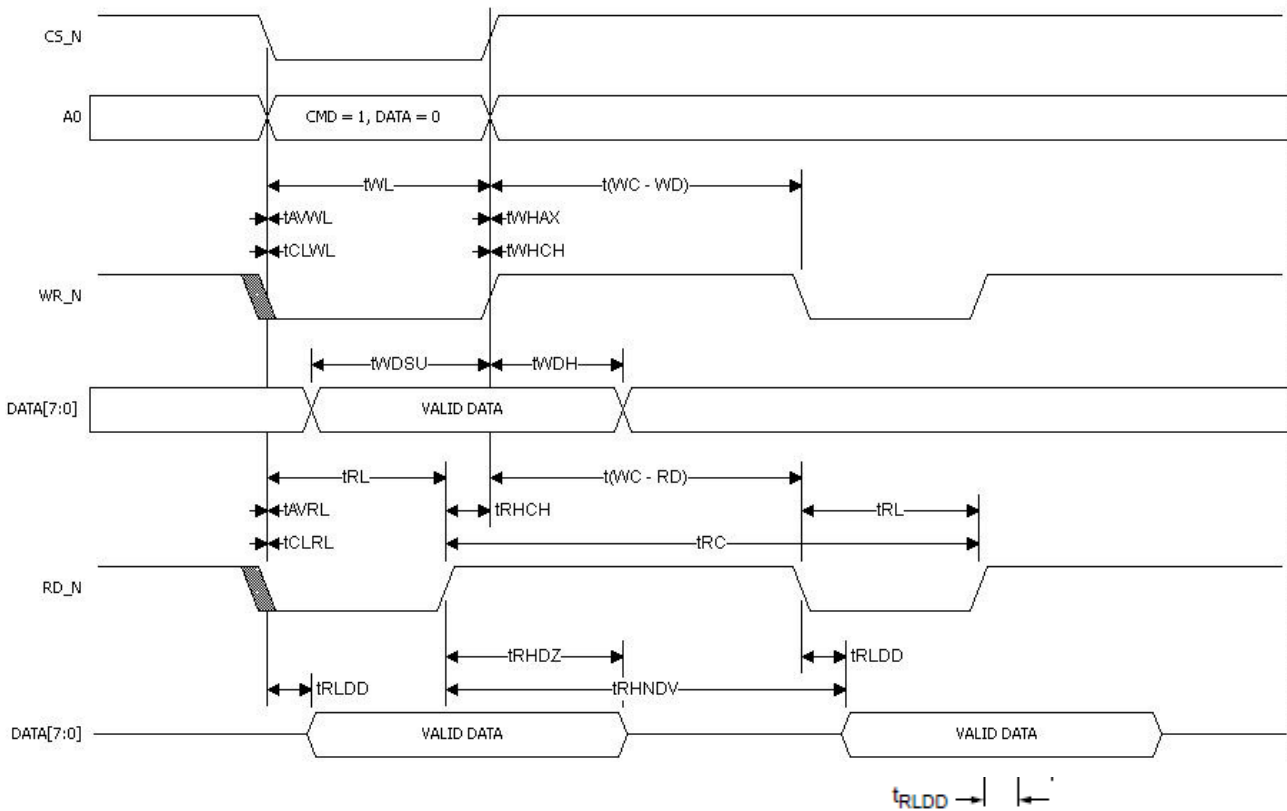 CS_N
A0
CMD = 1, DATA = 0
tWL
t(WC - WD)
tAVWL
tWHAX
tCLWL
tWHCH
WR_N
tWDSU
tWDH
DATA[7:0]
VALID DATA
tRL
t(WC - RD)
tAVRL
tRHCH
tRL
tCLRL
tRC
RD_N
tRHDZ
tRLDD
tRLDD
tRHNDV
DATA[7:0]
VALID DATA
VALID DATA
tRLDD